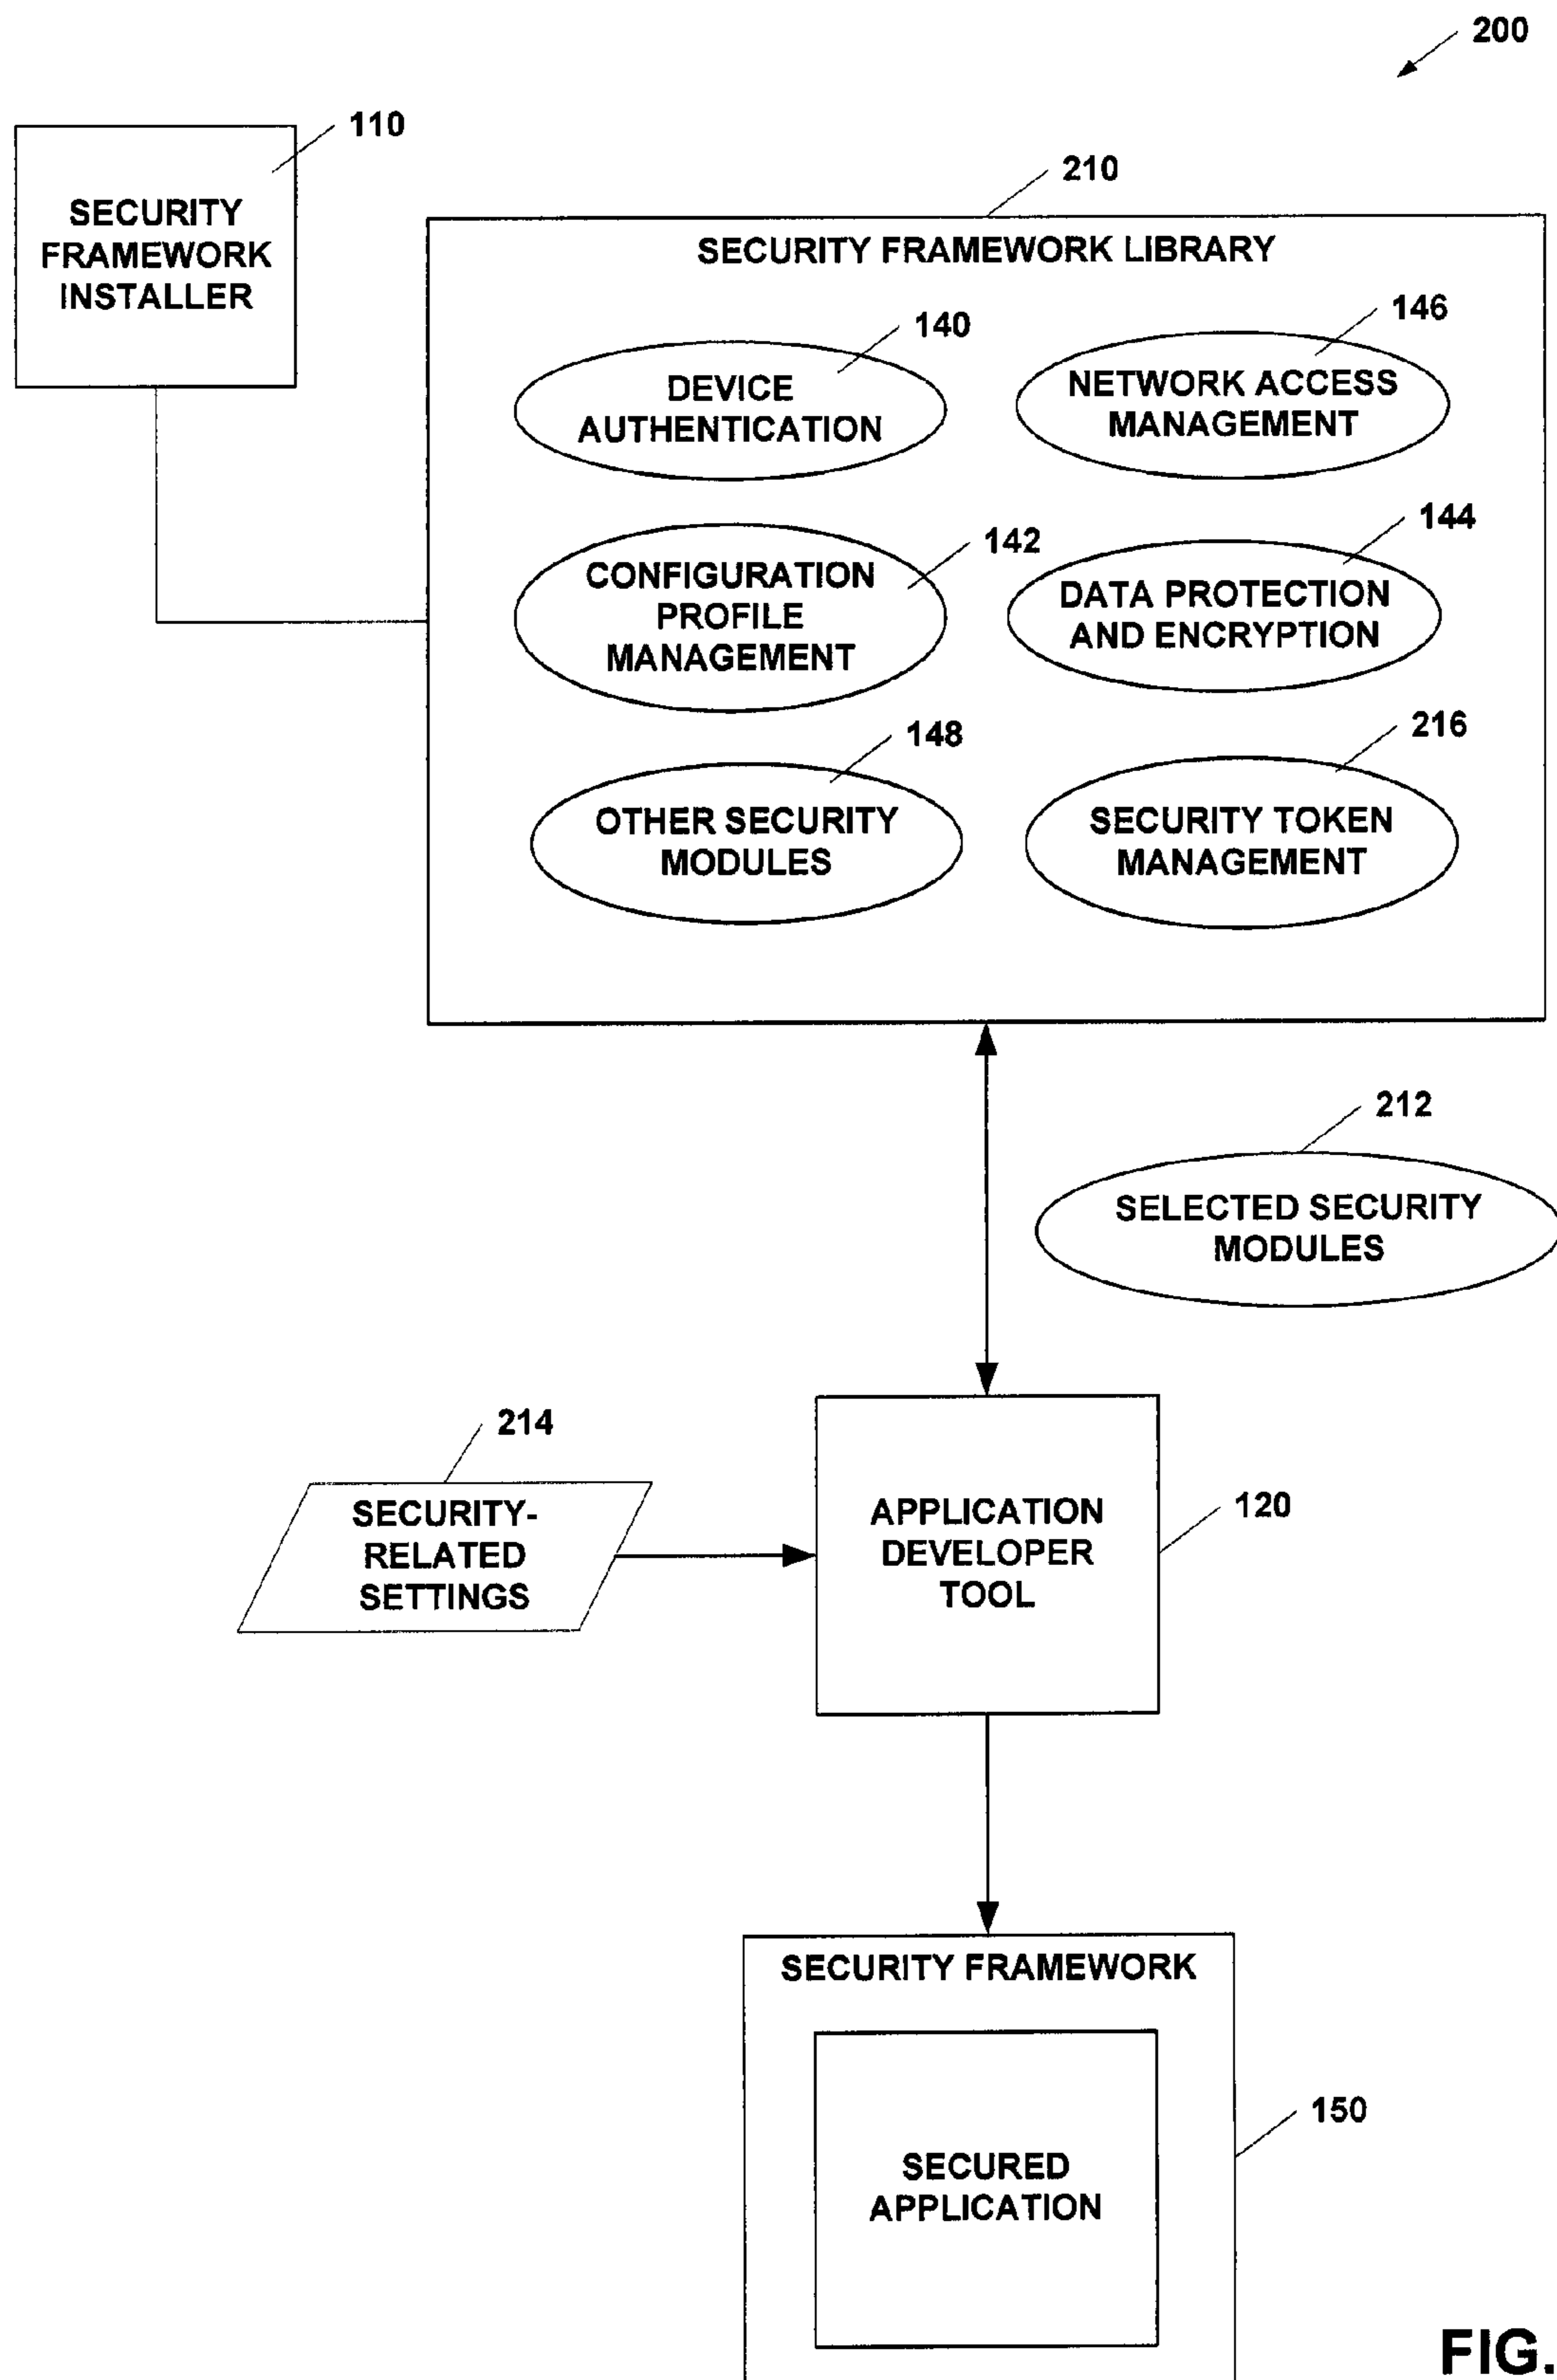 200
110
SECURITY
FRAMEWORK
INSTALLER
210
SECURITY FRAMEWORK LIBRARY
140
DEVICE
AUTHENTICATION
146
NETWORK ACCESS
MANAGEMENT
142
CONFIGURATION
PROFILE
MANAGEMENT
144
DATA PROTECTION
AND ENCRYPTION
148
OTHER SECURITY
MODULES
216
SECURITY TOKEN
MANAGEMENT
212
SELECTED SECURITY
MODULES
214
SECURITY-
RELATED
SETTINGS
120
APPLICATION
DEVELOPER
TOOL
SECURITY FRAMEWORK
150
SECURED
APPLICATION
FIG.